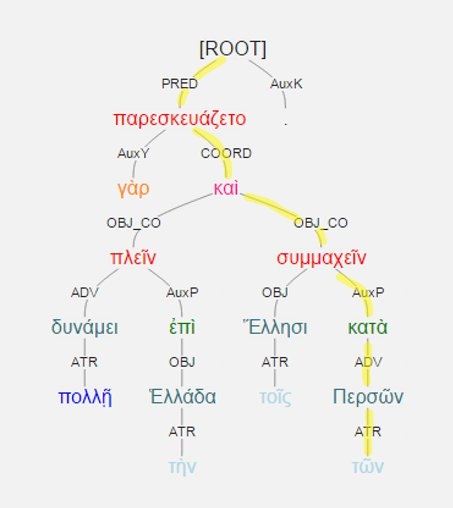 [ROOT]
PRED AuxK
παρεσκευάζετο .
AuxY COORD
γὰρ καὶ
OBJ_CO OBJ_CO
πλεῖν συμμαχεῖν
ADV AuxP OBJ AuxP
δυνάμει ἐπὶ Ἕλλησι κατὰ
ATR OBJ ATR ADV
πολλῇ Ἑλλάδα τοῖς Περσῶν
ATR ATR
τὴν τῶν